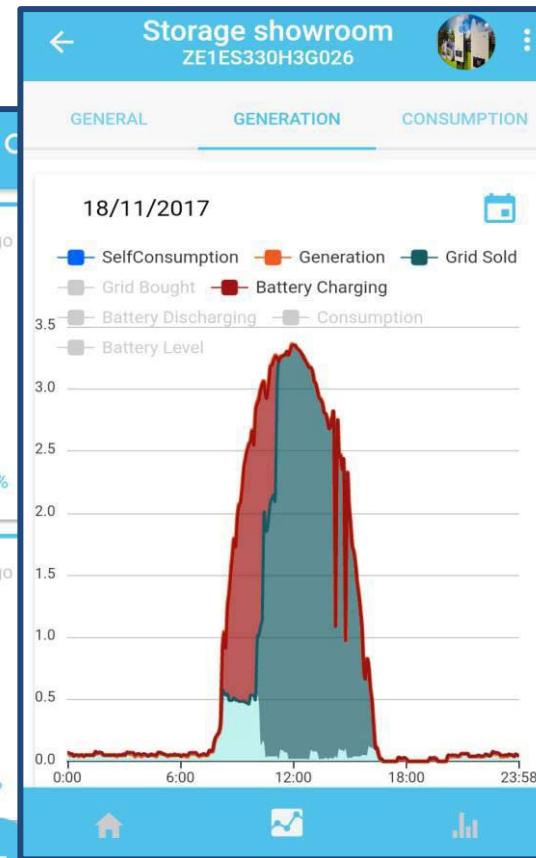 Storage showroom
ZE1ES330H3G026
GENERAL GENERATION CONSUMPTION
18/11/2017
SelfConsumption Generation Grid Sold
Grid Bought Battery Charging
Battery Discharging Consumption
Battery Level
3.5
3.0
2.5
2.0
1.5
1.0
0.5
0.0
0:00 6:00 12:00 18:00 23:58
%